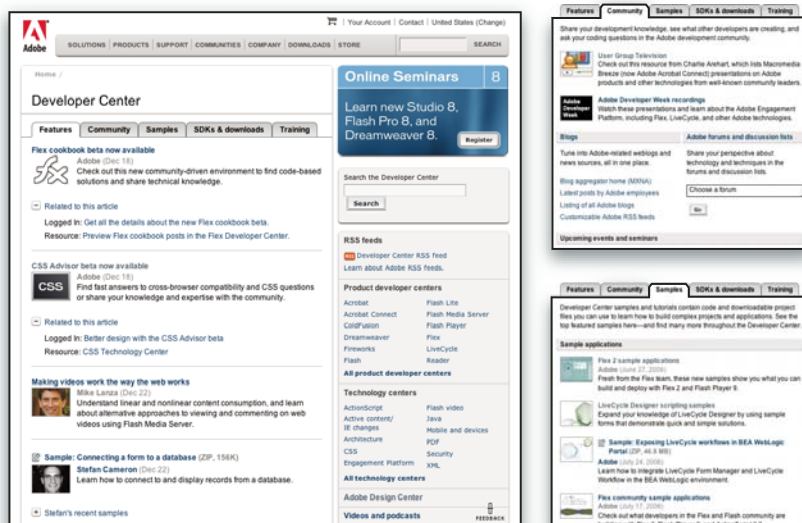 Your Account | Contact | United States (Change)
Adobe
SOLUTIONS PRODUCTS SUPPORT COMMUNITIES COMPANY DOWNLOADS STORE SEARCH
Home /
Developer Center
Features Community Samples SDKs & downloads Training
Flex cookbook beta now available
Adobe (Dec 18)
Check out this new community-driven environment to find code-based
solutions and share technical knowledge.
Related to this article
Logged In: Get all the details about the new Flex cookbook beta.
Resource: Preview Flex cookbook posts in the Flex Developer Center.
CSS Advisor beta now available
Adobe (Dec 18)
CSS
Find fast answers to cross-browser compatibility and CSS questions
or share your knowledge and expertise with the community.
Related to this article
Logged In: Better design with the CSS Advisor beta
Resource: CSS Technology Center
Making videos work the way the web works
Mike Lanza (Dec 22)
Understand linear and nonlinear content consumption, and learn
about alternative approaches to viewing and commenting on web
videos using Flash Media Server.
Sample: Connecting a form to a database (ZIP, 156K)
Stefan Cameron (Dec 22)
Learn how to connect to and display records from a database.
Stefan's recent samples
Online Seminars 8
Learn new Studio 8,
Flash Pro 8, and
Dreamweaver 8.
Register
Search the Developer Center
Search
RSS feeds
RSS Developer Center RSS feed
Learn about Adobe RSS feeds.
Product developer centers
Acrobat Flash Lite
Acrobat Connect Flash Media Server
ColdFusion Flash Player
Dreamweaver Flex
Fireworks LiveCycle
Flash Reader
All product developer centers
Technology centers
ActionScript Flash video
Active content/ Java
IE changes Mobile and devices
Architecture PDF
CSS Security
Engagement Platform XML
All technology centers
Adobe Design Center
Videos and podcasts
FEEDBACK
Features Community Samples SDKs & downloads Training
Share your development knowledge, see what other developers are creating, and
ask your coding questions in the Adobe development community.
User Group Television
Check out this resource from Charlie Arehart, which lists Macromedia
Breeze (now Adobe Acrobat Connect) presentations on Adobe
products and other technologies from well-known community leaders.
Adobe
Developer
Week
Adobe Developer Week recordings
Watch these presentations and learn about the Adobe Engagement
Platform, including Flex, LiveCycle, and other Adobe technologies.
Blogs
Tune into Adobe-related weblogs and
news sources, all in one place.
Blog aggregator home (MXNA)
Latest posts by Adobe employees
Listing of all Adobe blogs
Customizable Adobe RSS feeds
Adobe forums and discussion lists
Share your perspective about
technology and techniques in the
forums and discussion lists.
Choose a forum
Go
Upcoming events and seminars
Features Community Samples SDKs & downloads Training
Developer Center samples and tutorials contain code and downloadable project
files you can use to learn how to build complex projects and applications. See the
top featured samples here—and find many more throughout the Developer Center.
Sample applications
Flex 2 sample applications
Adobe (June 27, 2006)
Fresh from the Flex team, these new samples show you what you can
build and deploy with Flex 2 and Flash Player 9.
LiveCycle Designer scripting samples
Expand your knowledge of LiveCycle Designer by using sample
forms that demonstrate quick and simple solutions.
Sample: Exposing LiveCycle workflows in BEA WebLogic
Portal (ZIP, 46.8 MB)
Adobe (July 24, 2006)
Learn how to integrate LiveCycle Form Manager and LiveCycle
Workflow in the BEA WebLogic environment.
Flex community sample applications
Adobe (July 17, 2006)
Check out what developers in the Flex and Flash community are